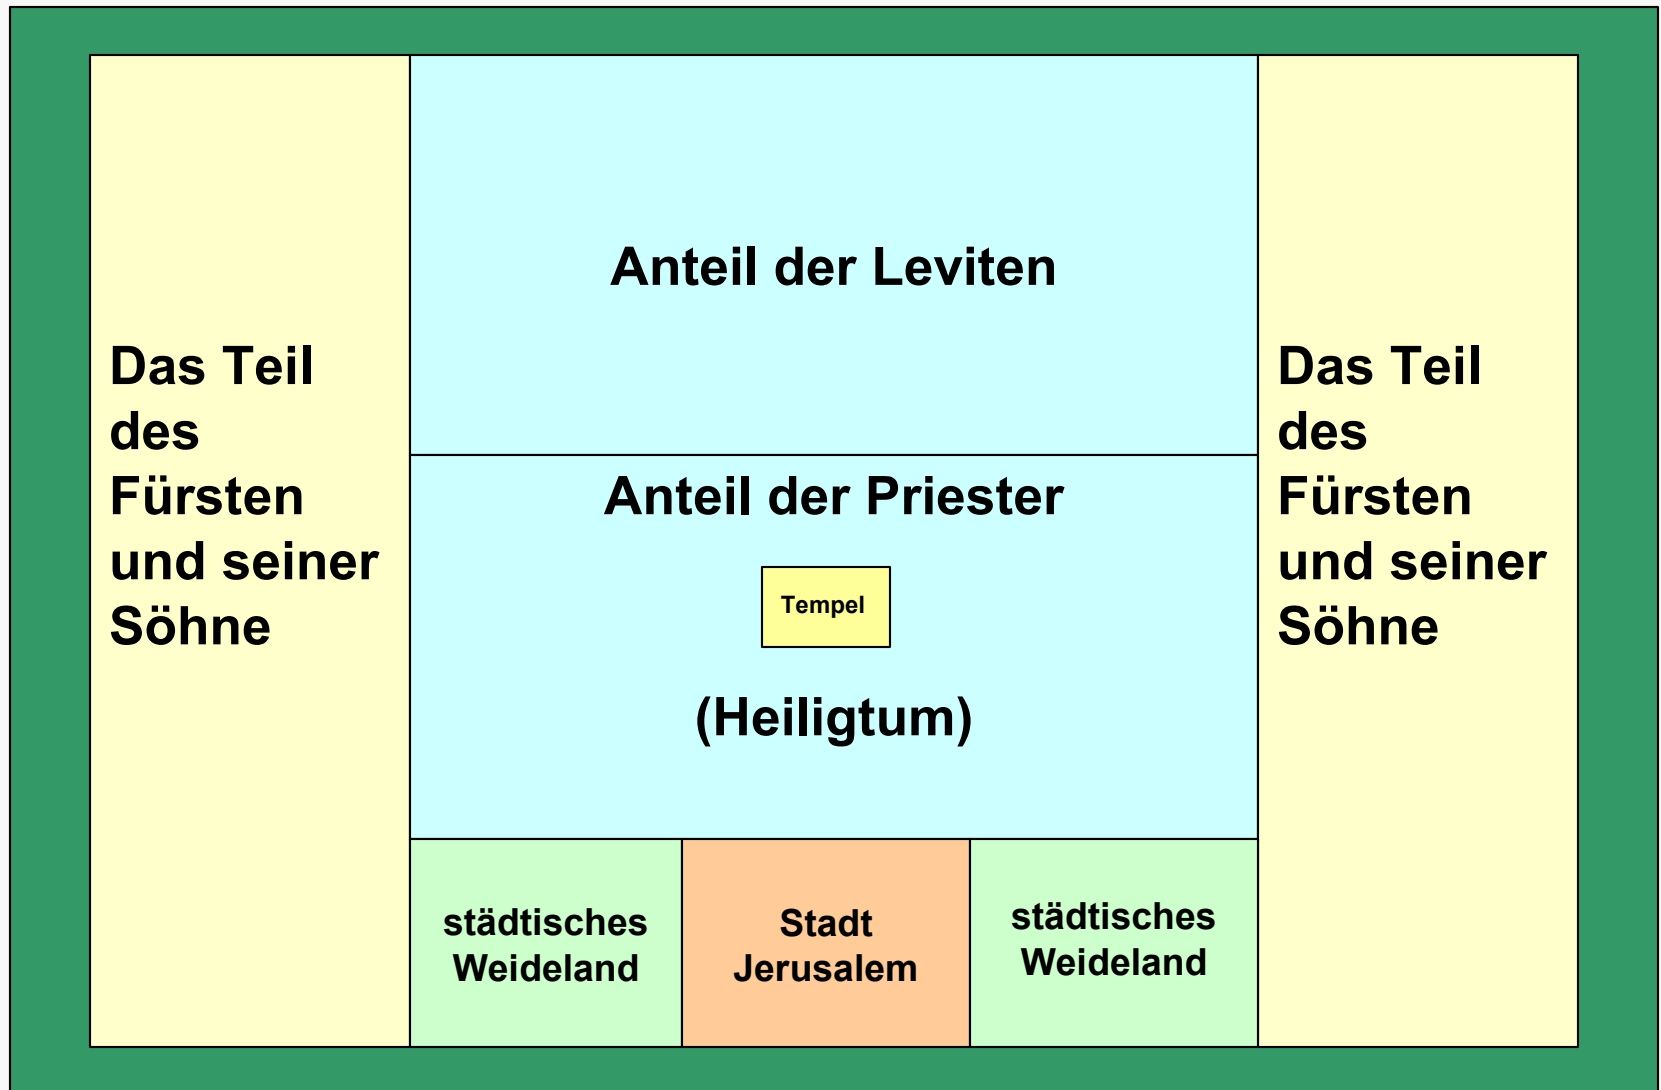 Das Teil
des
Fürsten
und seiner
Söhne
Anteil der Leviten
Anteil der Priester
Tempel
(Heiligtum)
städtisches
Weideland
Stadt
Jerusalem
städtisches
Weideland
Das Teil
des
Fürsten
und seiner
Söhne